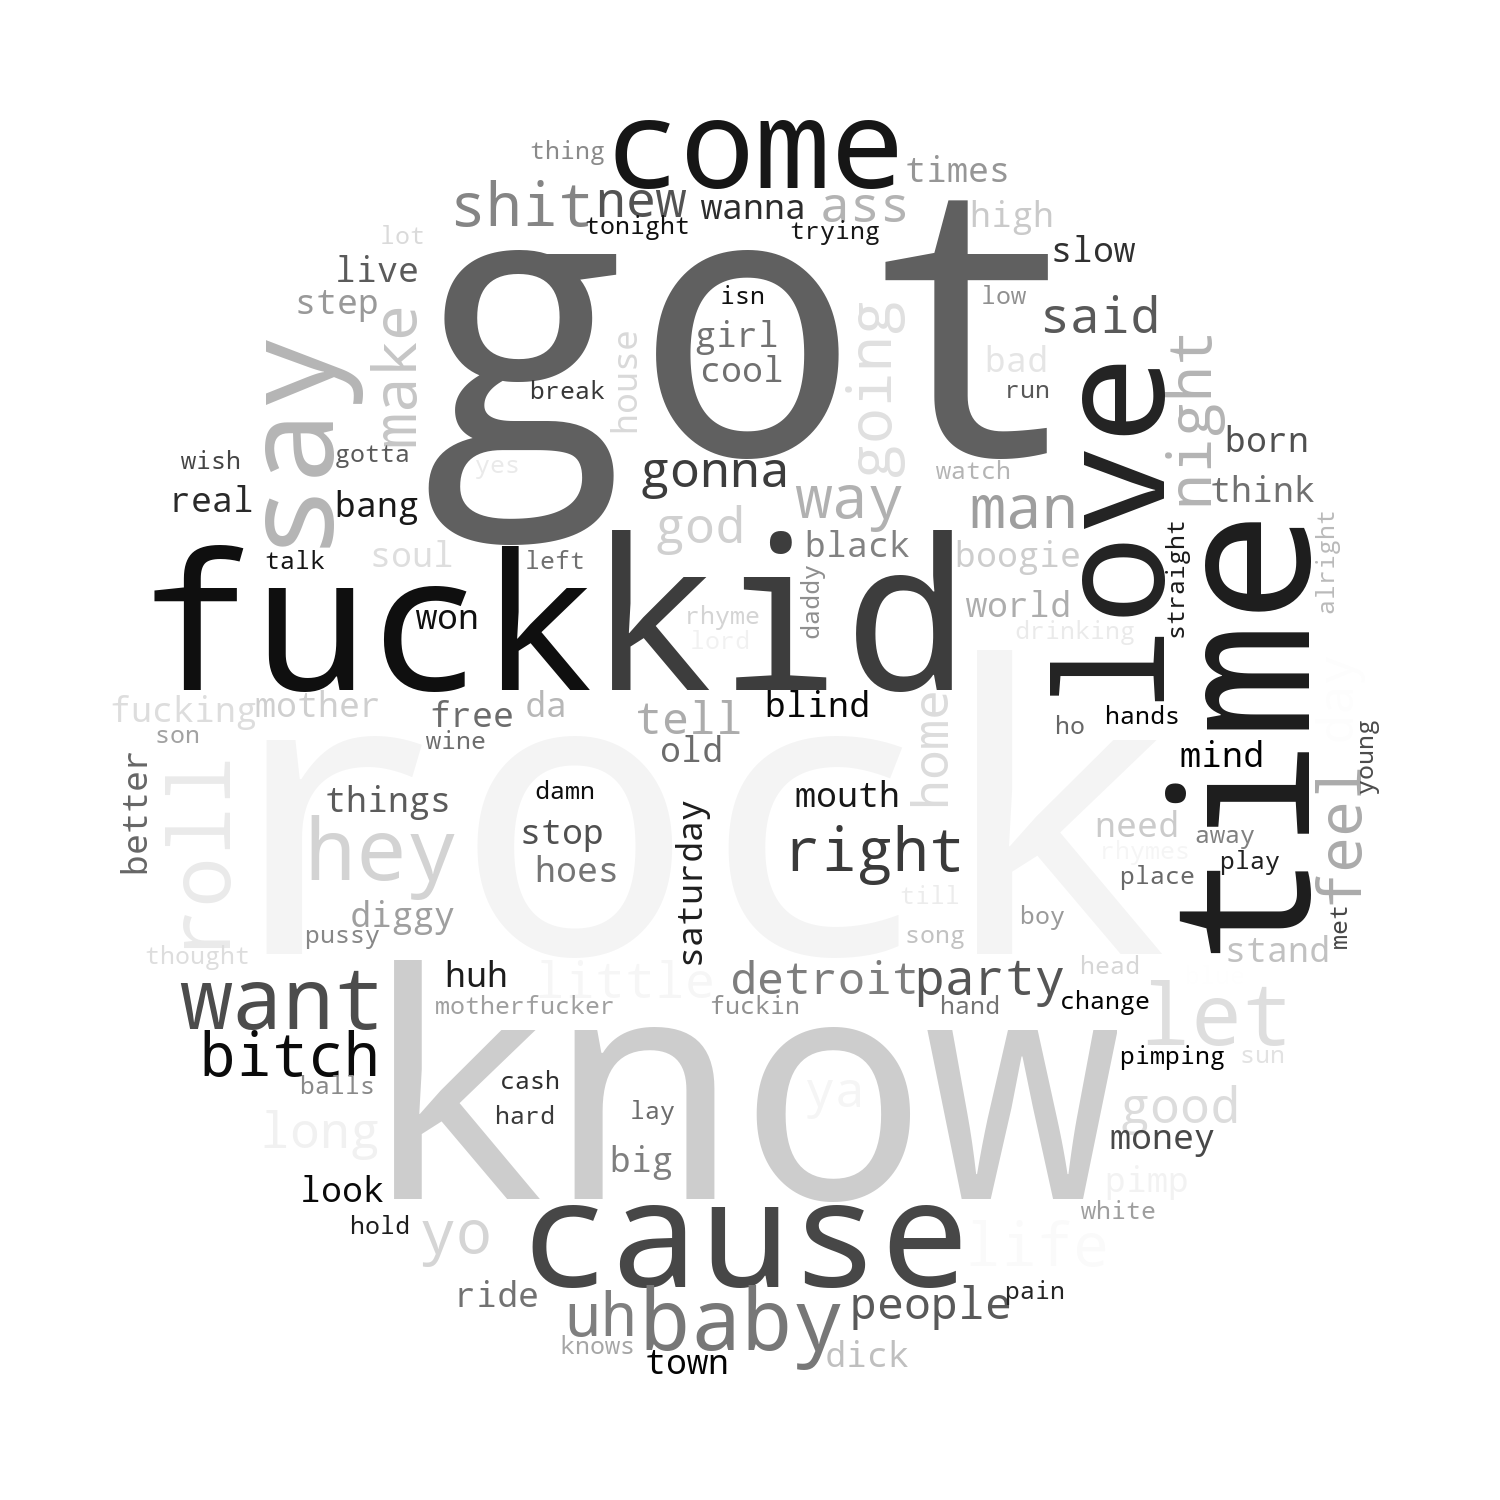 come
thing
times
shit
new
wanna
ass
high
tonight
trying
lot
got
slow
live
isn
low
step
said
make
girl
going
house
cool
bad
love
night
say
break
run
born
wish
gotta
yes
gonna
watch
real
bang
way
man
think
god
black
boogie
alright
straight
time
talk
soul
left
fuck
kid
daddy
world
won
rhyme
lord
drinking
fucking
mother
free
da
tell
blind
home
ho
hands
day
son
wine
old
mind
young
better
roll
rock
things
damn
mouth
feel
hey
stop
saturday
right
need
away
rhymes
play
hoes
place
till
diggy
boy
met
pussy
song
thought
stand
want
huh
little
detroit
party
head
motherfucker
fuckin
hand
change
let
bitch
know
pimping
sun
balls
cash
ya
long
hard
lay
good
money
big
look
pimp
hold
white
yo
cause
life
ride
uh
baby
people
pain
knows
town
dick